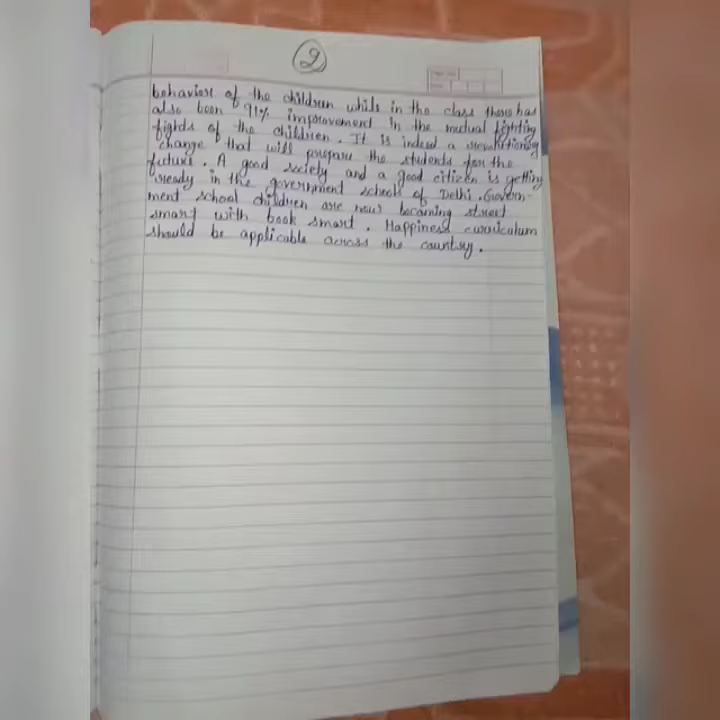 2
behaviore of the children while in the class there has
also been 91% improvement in the mutual fighting
fights of the children. It is indeed a revolutionary
change that will prepare the students for the
future. A good society and a good citizen is getting
ready in the government schools of Delhi. Govern-
ment school children are now becoming street
smart with book smart. Happiness curriculum
should be applicable across the country.